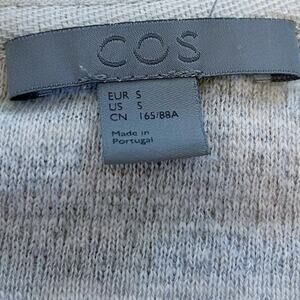 COS
EUR S
US S
CN 165/88A
Made in
Portugal